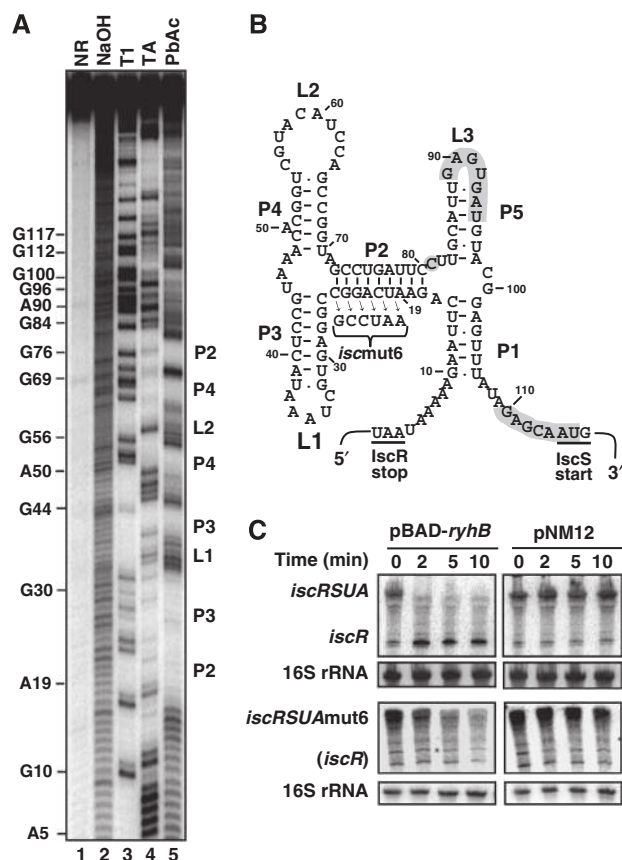 A
NR
NaOH
T1
TA
PbAc
G117
G112
G100
G96
A90
G84
G76
G69
G56
A50
G44
G30
A19
G10
A5
P2
P4
L2
P4
P3
L1
P3
P2
1 2 3 4 5
B
L2
60
L3
90
P4
50
P5
70
P2
80
GCCUGAUUC
100
19
GCCUAA
iscmut6
P3
40
30
P1
10
110
L1
5′
UAA
IscR
stop
GAGCAAUG
IscS
start
3′
C
pBAD-ryhB
pNM12
Time (min) 0 2 5 10 0 2 5 10
iscRSUA
iscR
16S rRNA
iscRSUAmut6
(iscR)
16S rRNA